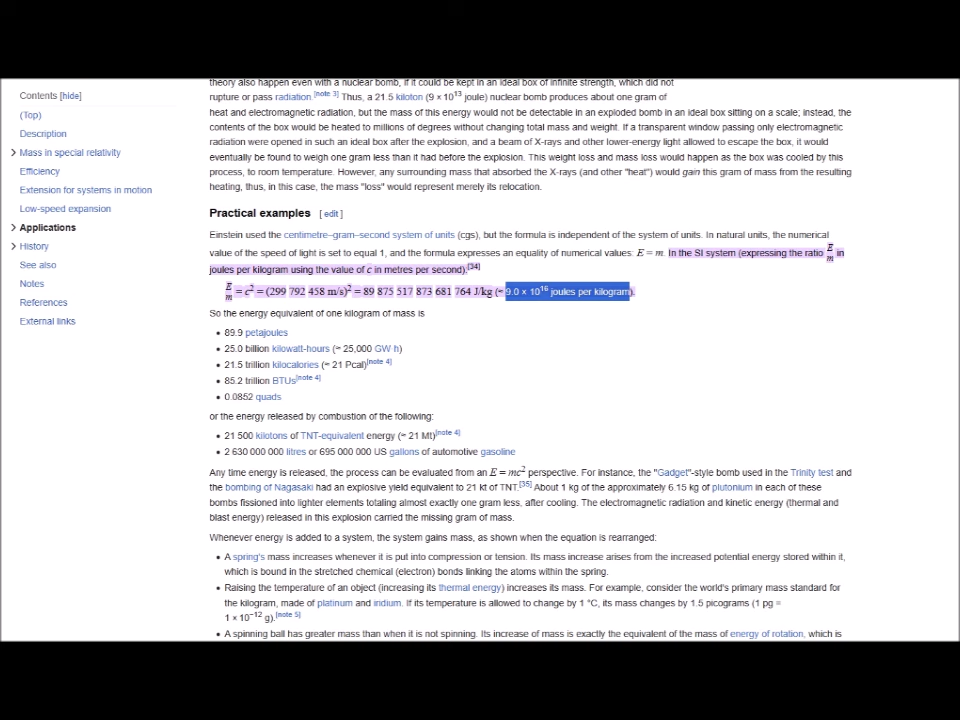 theory also happen even with a nuclear bomb, if it could be kept in an ideal box of infinite strength, which did not
Contents [hide]
rupture or pass radiation.[note 3] Thus, a 21.5 kiloton (9 × 10¹³ joule) nuclear bomb produces about one gram of
(Top)
heat and electromagnetic radiation, but the mass of this energy would not be detectable in an exploded bomb in an ideal box sitting on a scale; instead, the
contents of the box would be heated to millions of degrees without changing total mass and weight. If a transparent window passing only electromagnetic
Description
radiation were opened in such an ideal box after the explosion, and a beam of X-rays and other lower-energy light allowed to escape the box, it would
Mass in special relativity
eventually be found to weigh one gram less than it had before the explosion. This weight loss and mass loss would happen as the box was cooled by this
Efficiency
process, to room temperature. However, any surrounding mass that absorbed the X-rays (and other "heat") would gain this gram of mass from the resulting
Extension for systems in motion
heating, thus, in this case, the mass "loss" would represent merely its relocation.
Low-speed expansion
Practical examples [ edit ]
Applications
Einstein used the centimetre–gram–second system of units (cgs), but the formula is independent of the system of units. In natural units, the numerical
History
value of the speed of light is set to equal 1, and the formula expresses an equality of numerical values: E = m. In the SI system (expressing the ratio E/m in
See also
joules per kilogram using the value of c in metres per second):[34]
Notes
E/m = c² = (299 792 458 m/s)² = 89 875 517 873 681 764 J/kg (≈ 9.0 × 10¹⁶ joules per kilogram).
References
So the energy equivalent of one kilogram of mass is
External links
• 89.9 petajoules
• 25.0 billion kilowatt-hours (≈ 25,000 GW·h)
• 21.5 trillion kilocalories (≈ 21 Pcal)[note 4]
• 85.2 trillion BTUs[note 4]
• 0.0852 quads
or the energy released by combustion of the following:
• 21 500 kilotons of TNT-equivalent energy (≈ 21 Mt)[note 4]
• 2 630 000 000 litres or 695 000 000 US gallons of automotive gasoline
Any time energy is released, the process can be evaluated from an E = mc² perspective. For instance, the "Gadget"-style bomb used in the Trinity test and
the bombing of Nagasaki had an explosive yield equivalent to 21 kt of TNT.[35] About 1 kg of the approximately 6.15 kg of plutonium in each of these
bombs fissioned into lighter elements totaling almost exactly one gram less, after cooling. The electromagnetic radiation and kinetic energy (thermal and
blast energy) released in this explosion carried the missing gram of mass.
Whenever energy is added to a system, the system gains mass, as shown when the equation is rearranged:
• A spring's mass increases whenever it is put into compression or tension. Its mass increase arises from the increased potential energy stored within it,
which is bound in the stretched chemical (electron) bonds linking the atoms within the spring.
• Raising the temperature of an object (increasing its thermal energy) increases its mass. For example, consider the world's primary mass standard for
the kilogram, made of platinum and iridium. If its temperature is allowed to change by 1 °C, its mass changes by 1.5 picograms (1 pg =
1 × 10⁻¹² g).[note 5]
• A spinning ball has greater mass than when it is not spinning. Its increase of mass is exactly the equivalent of the mass of energy of rotation, which is